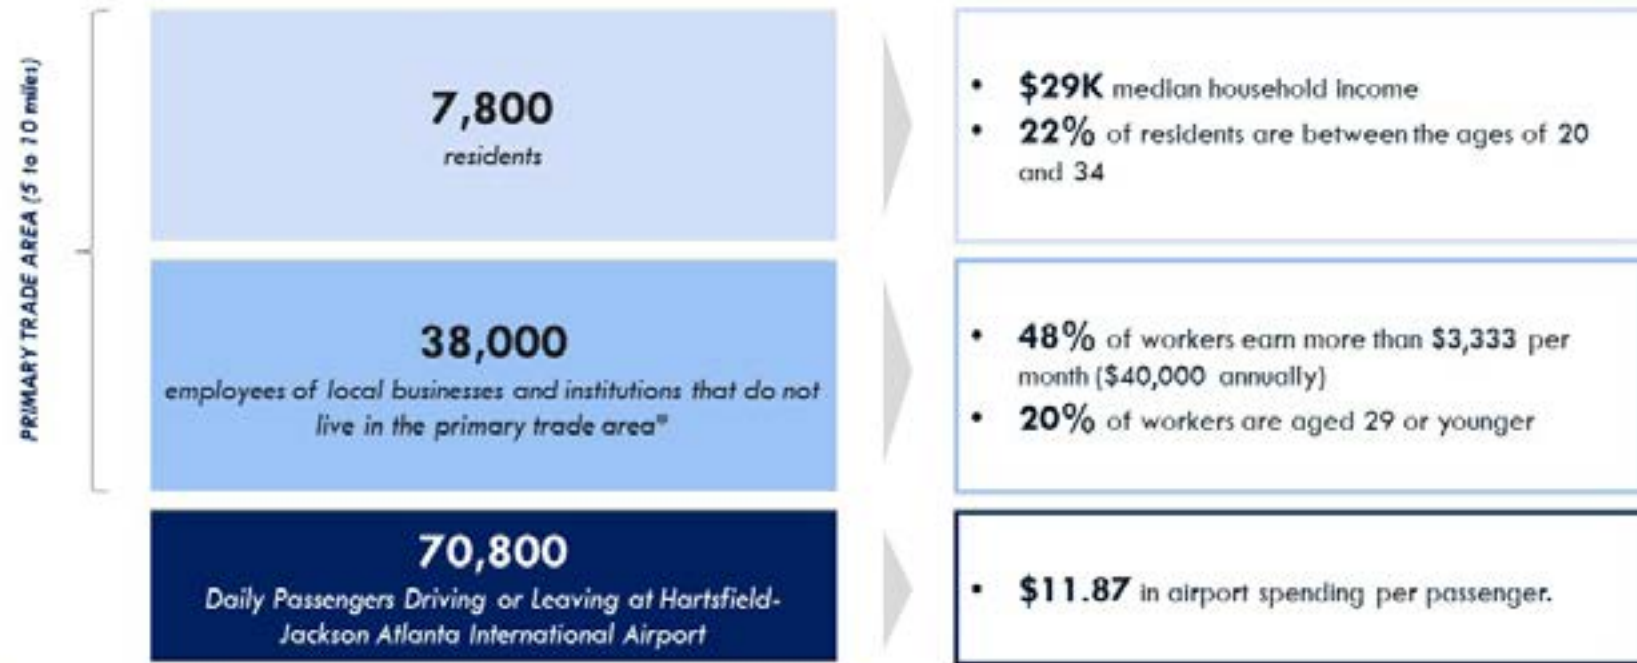 PRIMARY TRADE AREA (5 to 10 miles)
7,800
residents
• $29K median household income
• 22% of residents are between the ages of 20
and 34
38,000
employees of local businesses and institutions that do not
live in the primary trade area*
• 48% of workers earn more than $3,333 per
month ($40,000 annually)
• 20% of workers are aged 29 or younger
70,800
Daily Passengers Driving or Leaving at Hartsfield-
Jackson Atlanta International Airport
• $11.87 in airport spending per passenger.